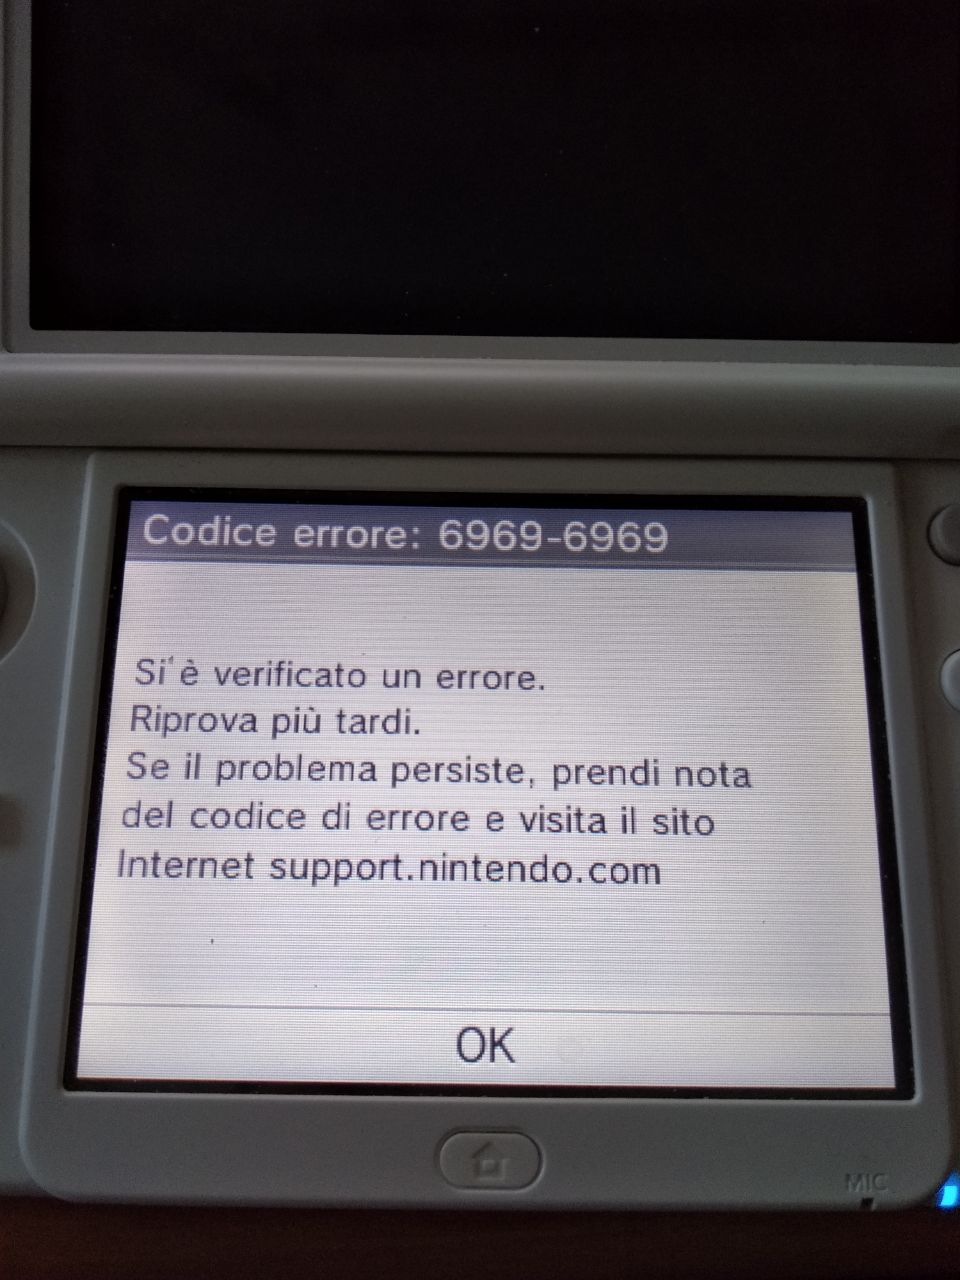 Codice errore: 6969-6969
Si è verificato un errore.
Riprova più tardi.
Se il problema persiste, prendi nota
del codice di errore e visita il sito
Internet support.nintendo.com
OK
MIC